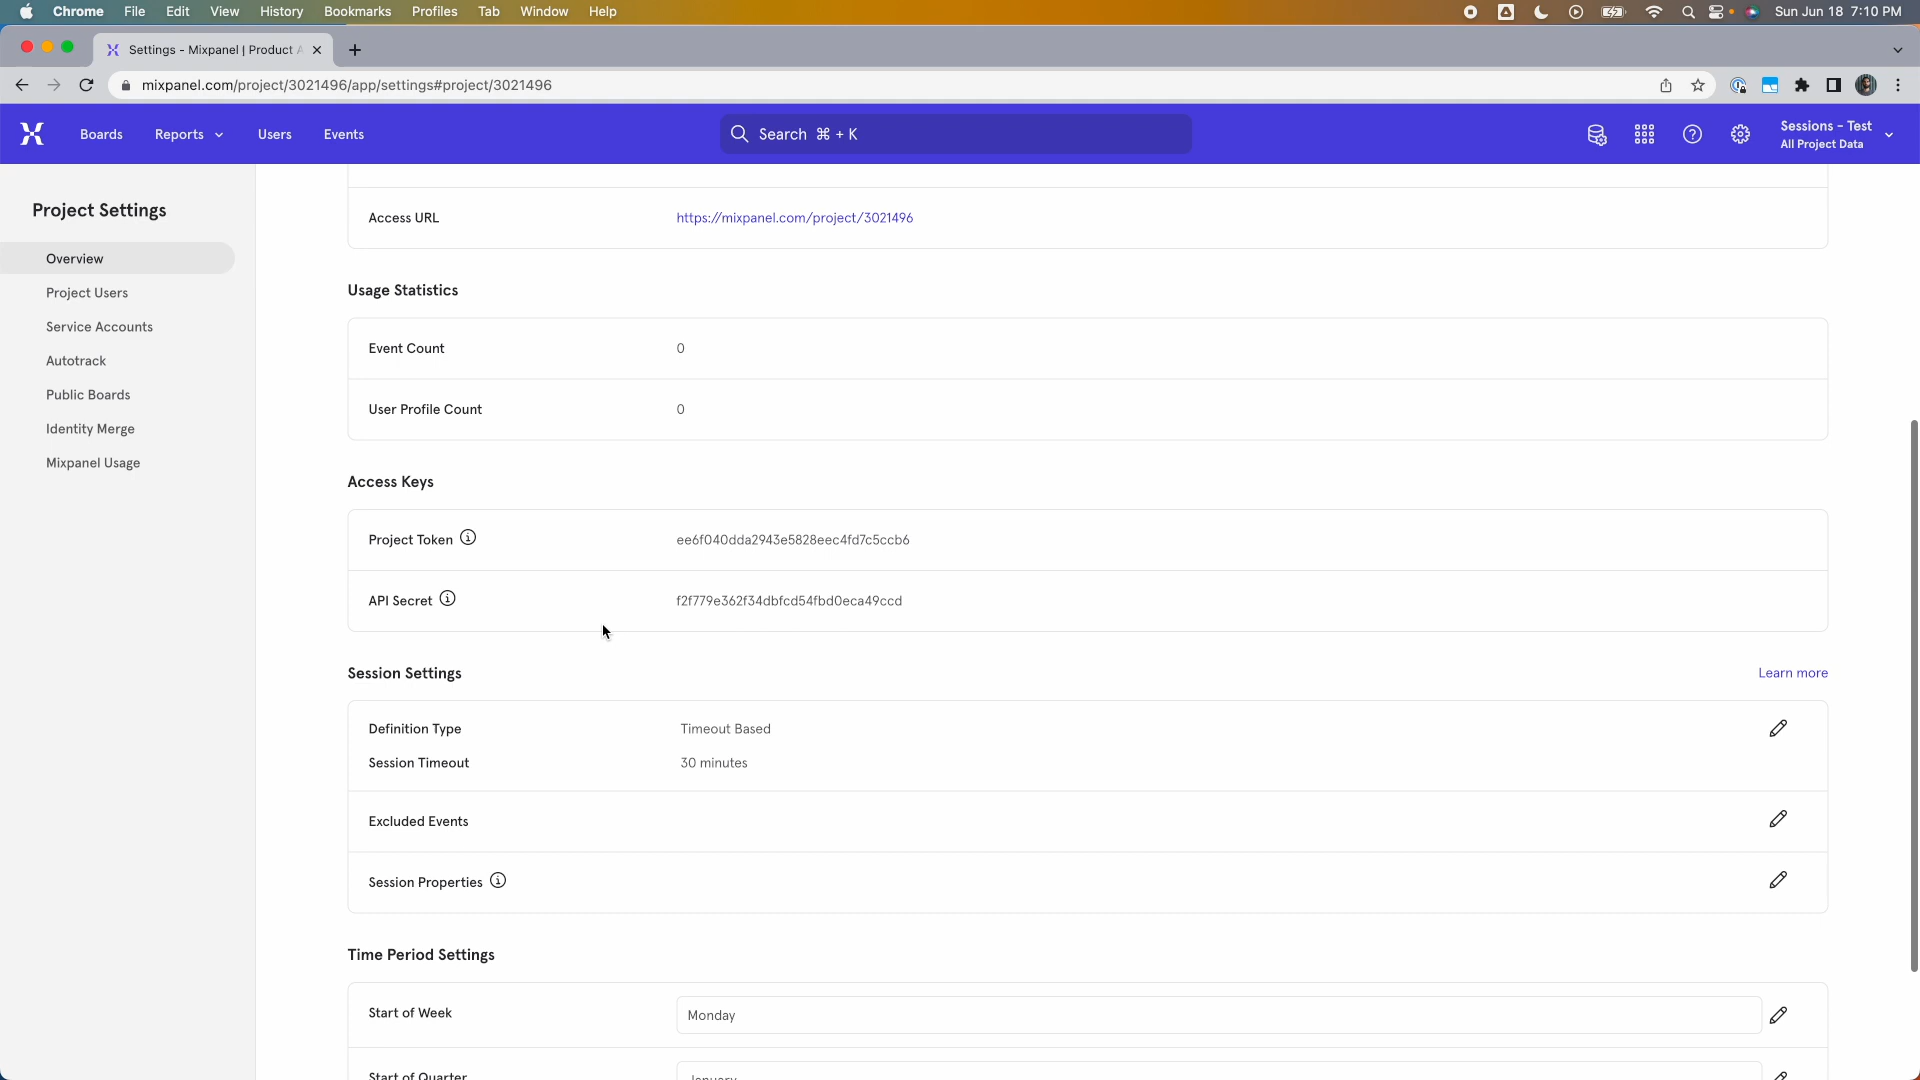 Chrome File Edit View History Bookmarks Profiles Tab Window Help Sun Jun 18 7:10 PM
Settings - Mixpanel | Product A
mixpanel.com/project/3021496/app/settings#project/3021496
Boards Reports Users Events Search ⌘ + K Sessions - Test
All Project Data
Project Settings
Overview
Project Users
Service Accounts
Autotrack
Public Boards
Identity Merge
Mixpanel Usage
Access URL https://mixpanel.com/project/3021496
Usage Statistics
Event Count 0
User Profile Count 0
Access Keys
Project Token ee6f040dda2943e5828eec4fd7c5ccb6
API Secret f2f779e362f34dbfcd54fbd0eca49ccd
Session Settings Learn more
Definition Type Timeout Based
Session Timeout 30 minutes
Excluded Events
Session Properties
Time Period Settings
Start of Week Monday
Start of Quarter January